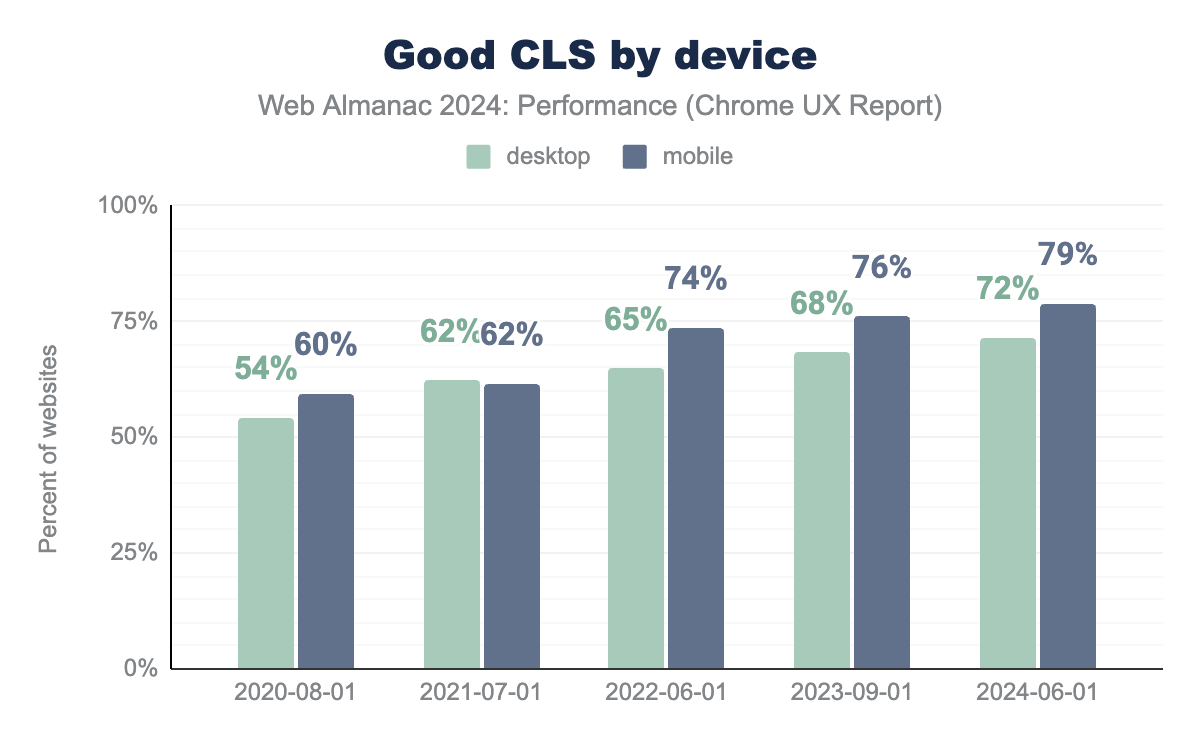 Good CLS by device
Web Almanac 2024: Performance (Chrome UX Report)
desktop mobile
100%
75%
50%
25%
0%
Percent of websites
54% 60%
62% 62%
65% 74%
68% 76%
72% 79%
2020-08-01 2021-07-01 2022-06-01 2023-09-01 2024-06-01